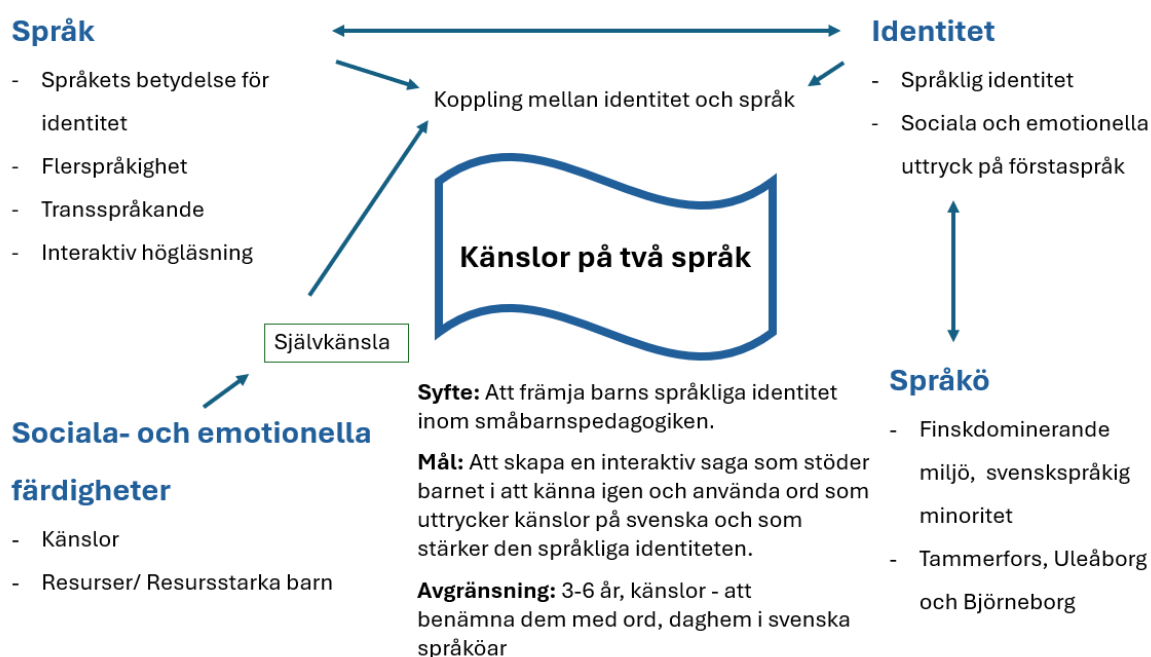 Språk
- Språkets betydelse för
identitet
- Flerspråkighet
- Transspråkande
- Interaktiv högläsning
Identitet
- Språklig identitet
- Sociala och emotionella
uttryck på förstaspråk
Koppling mellan identitet och språk
Känslor på två språk
Självkänsla
Sociala- och emotionella
färdigheter
- Känslor
- Resurser/ Resursstarka barn
Syfte: Att främja barns språkliga identitet
inom småbarnspedagogiken.
Mål: Att skapa en interaktiv saga som stöder
barnet i att känna igen och använda ord som
uttrycker känslor på svenska och som
stärker den språkliga identiteten.
Avgränsning: 3-6 år, känslor - att
benämna dem med ord, daghem i svenska
språköar
Språkö
- Finskdominerande
miljö, svenskspråkig
minoritet
- Tammerfors, Uleåborg
och Björneborg